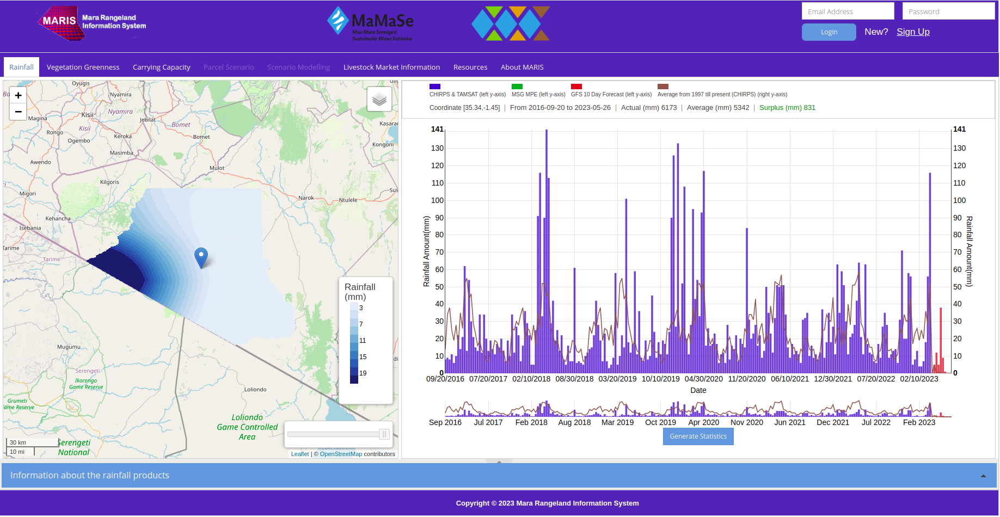 MARIS
Mara Rangeland
Information System
MaMaSe
Mau Mara Serengeti
Sustainable Water Initiative
Email Address
Password
Login
New?
Sign Up
Rainfall
Vegetation Greenness
Carrying Capacity
Parcel Scenario
Scenario Modelling
Livestock Market Information
Resources
About MARIS
+
−
Oyugis
Nyamira
Kisii
Nyamira
Magina
Jebilat
Rongo
Kisii
Bomet
Ogembo
Keroka
Bomet
Masimba
Kasarani
Kongoni
Awendo
Mulot
Kilgoris
Migori
Narok
Ntulele
Kehancha
Isebania
Tarime
Tarime
Mugumu
Serengeti
Ikorongo
Game Reserve
Grumeti
Game Reserve
Loliondo
Loliondo
Game Controlled
Area
Serengeti
National
30 km
10 mi
Rainfall
(mm)
3
7
11
15
19
Leaflet | © OpenStreetMap contributors
CHIRPS & TAMSAT (left y-axis)
MSG MPE (left y-axis)
GFS 10 Day Forecast (left y-axis)
Average from 1997 till present (CHIRPS) (right y-axis)
Coordinate [35.34,-1.45] | From 2016-09-20 to 2023-05-26 | Actual (mm) 6173 | Average (mm) 5342 | Surplus (mm) 831
141
130
120
110
100
90
80
70
60
50
40
30
20
10
0
Rainfall Amount(mm)
141
130
120
110
100
90
80
70
60
50
40
30
20
10
0
Rainfall Amount(mm)
09/20/2016 07/20/2017 02/10/2018 08/30/2018 03/20/2019 10/10/2019 04/30/2020 11/20/2020 06/10/2021 12/30/2021 07/20/2022 02/10/2023
Date
Sep 2016 Jul 2017 Feb 2018 Aug 2018 Mar 2019 Oct 2019 Apr 2020 Nov 2020 Jun 2021 Dec 2021 Jul 2022 Feb 2023
Generate Statistics
Information about the rainfall products
Copyright © 2023 Mara Rangeland Information System